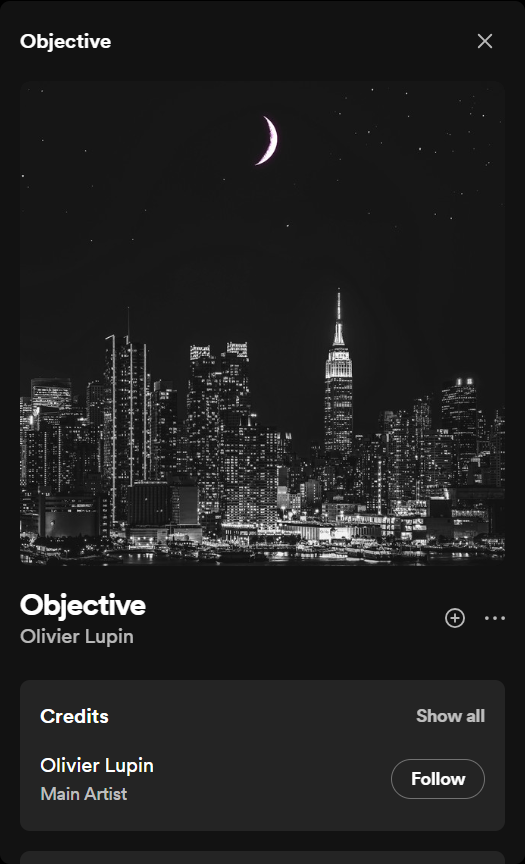 Objective
Objective
Olivier Lupin
Credits
Show all
Olivier Lupin
Main Artist
Follow